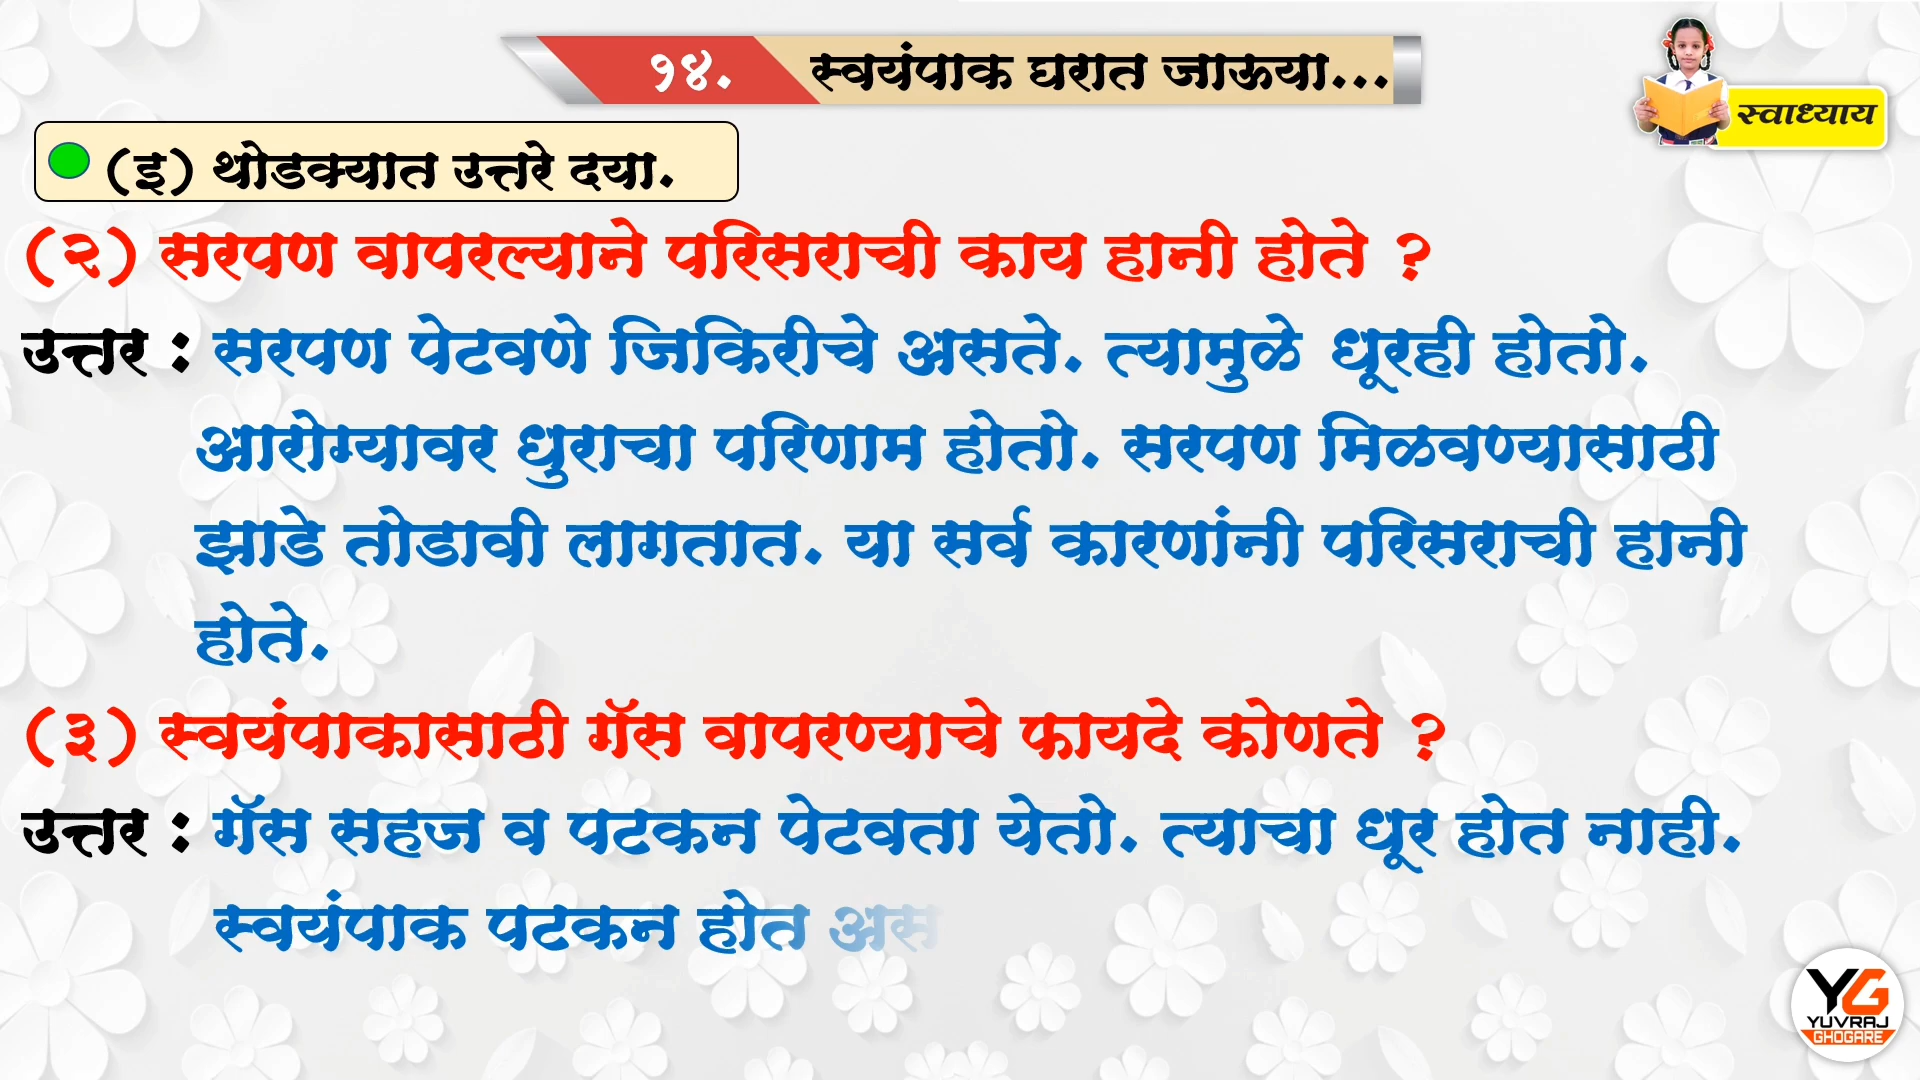 १४. स्वयंपाक घरात जाऊया...
स्वाध्याय
(इ) थोडक्यात उत्तरे दया.
(२) सरपण वापरल्याने परिसराची काय हानी होते ?
उत्तर : सरपण पेटवणे जिकिरीचे असते. त्यामुळे धूरही होतो.
आरोग्यावर धुराचा परिणाम होतो. सरपण मिळवण्यासाठी
झाडे तोडावी लागतात. या सर्व कारणांनी परिसराची हानी
होते.
(३) स्वयंपाकासाठी गॅस वापरण्याचे फायदे कोणते ?
उत्तर : गॅस सहज व पटकन पेटवता येतो. त्याचा धूर होत नाही.
स्वयंपाक पटकन होत अस
YG
YUVRAJ
GHOGARE